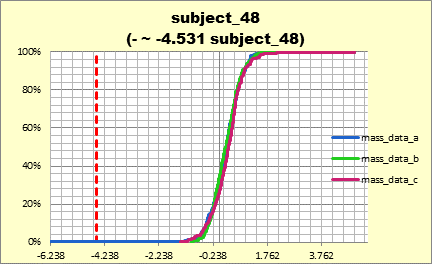 subject_48
(- ~ -4.531 subject_48)
100%
80%
60%
40%
20%
0%
mass_data_a
mass_data_b
mass_data_c
-6.238 -4.238 -2.238 -0.238 1.762 3.762